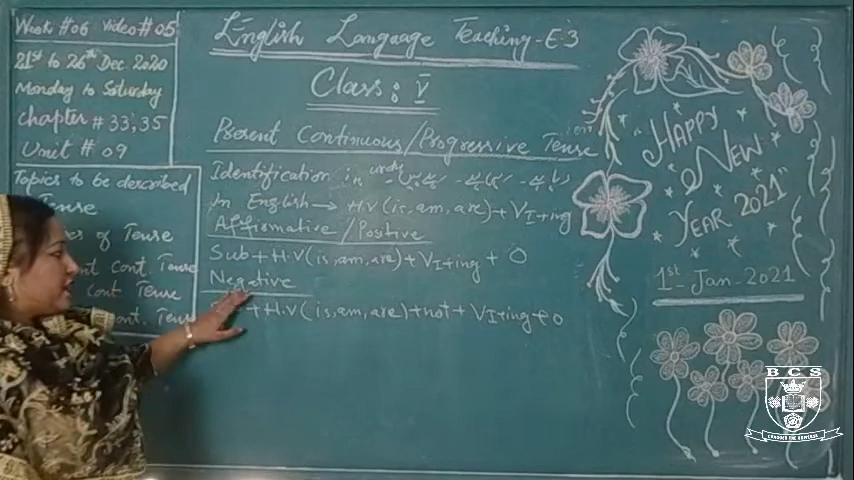 Week #06 Video #05
21st to 26th Dec 2020
Monday to Saturday
Chapter # 33,35
Unit # 09
Topics to be described
Tense
of Tense
Cont. Tense
Cont. Tense
Cont. Tense
English Language Teaching-E-3
Class: V
Present Continuous/Progressive Tense
Identification in urdu
In English → H.V(is,am,are)+VI+ing
Affirmative/Postive
Sub+H.V(is,am,are)+VI+ing+O
Negative
+H.V(is,am,are)+not+VI+ing+O
"HAPPY
NEW
YEAR 2021"
1st-Jan-2021
BCS